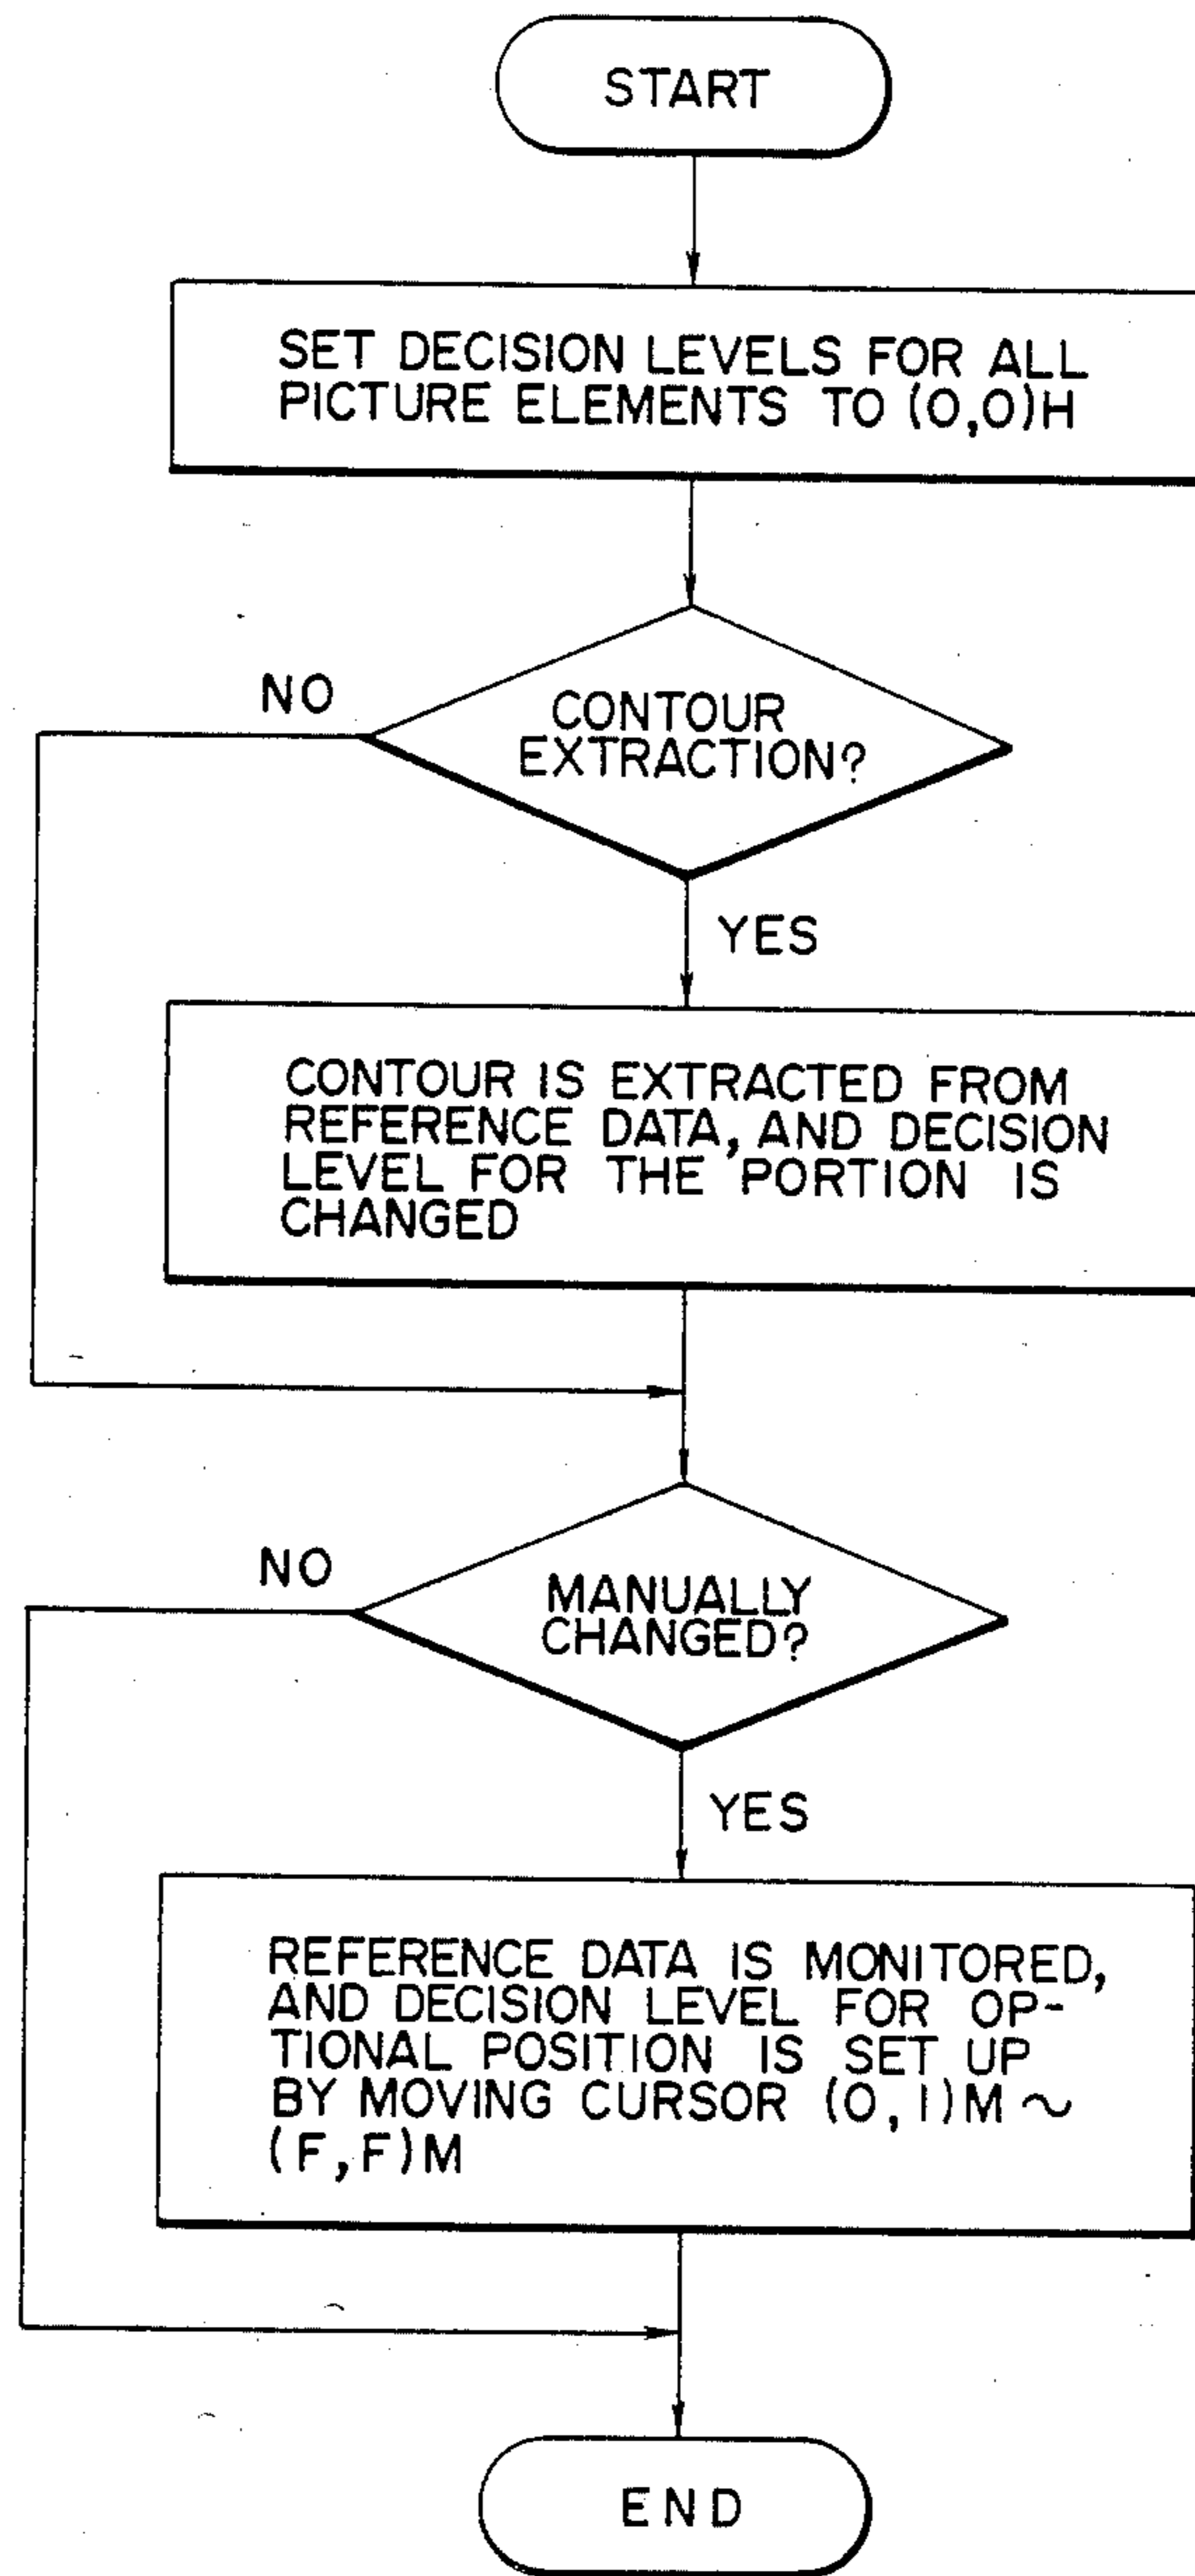 START
SET DECISION LEVELS FOR ALL
PICTURE ELEMENTS TO (0,0)H
NO
CONTOUR
EXTRACTION?
YES
CONTOUR IS EXTRACTED FROM
REFERENCE DATA, AND DECISION
LEVEL FOR THE PORTION IS
CHANGED
NO
MANUALLY
CHANGED?
YES
REFERENCE DATA IS MONITORED,
AND DECISION LEVEL FOR OP-
TIONAL POSITION IS SET UP
BY MOVING CURSOR (0,1)M ~
(F,F)M
END